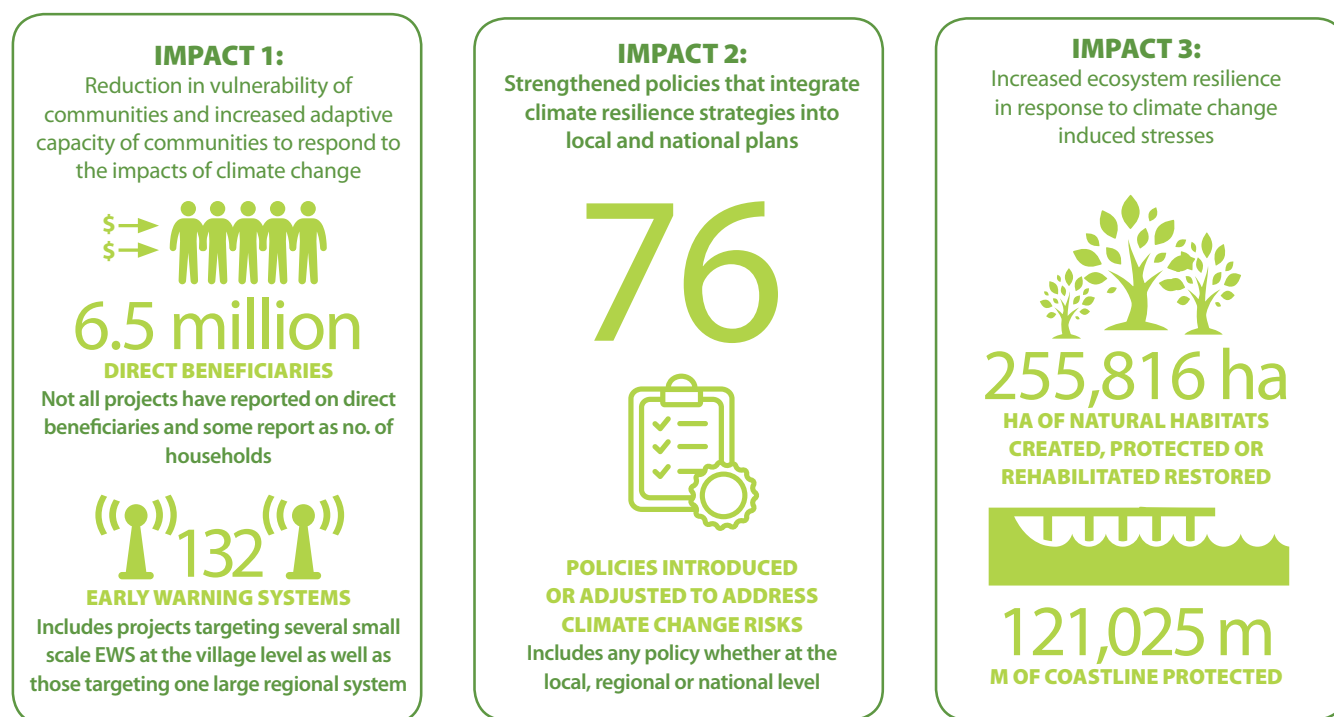 IMPACT 1:
Reduction in vulnerability of
communities and increased adaptive
capacity of communities to respond to
the impacts of climate change
$
$
6.5 million
DIRECT BENEFICIARIES
Not all projects have reported on direct
beneficiaries and some report as no. of
households
132
EARLY WARNING SYSTEMS
Includes projects targeting several small
scale EWS at the village level as well as
those targeting one large regional system
IMPACT 2:
Strengthened policies that integrate
climate resilience strategies into
local and national plans
76
POLICIES INTRODUCED
OR ADJUSTED TO ADDRESS
CLIMATE CHANGE RISKS
Includes any policy whether at the
local, regional or national level
IMPACT 3:
Increased ecosystem resilience
in response to climate change
induced stresses
255,816 ha
HA OF NATURAL HABITATS
CREATED, PROTECTED OR
REHABILITATED RESTORED
121,025 m
M OF COASTLINE PROTECTED